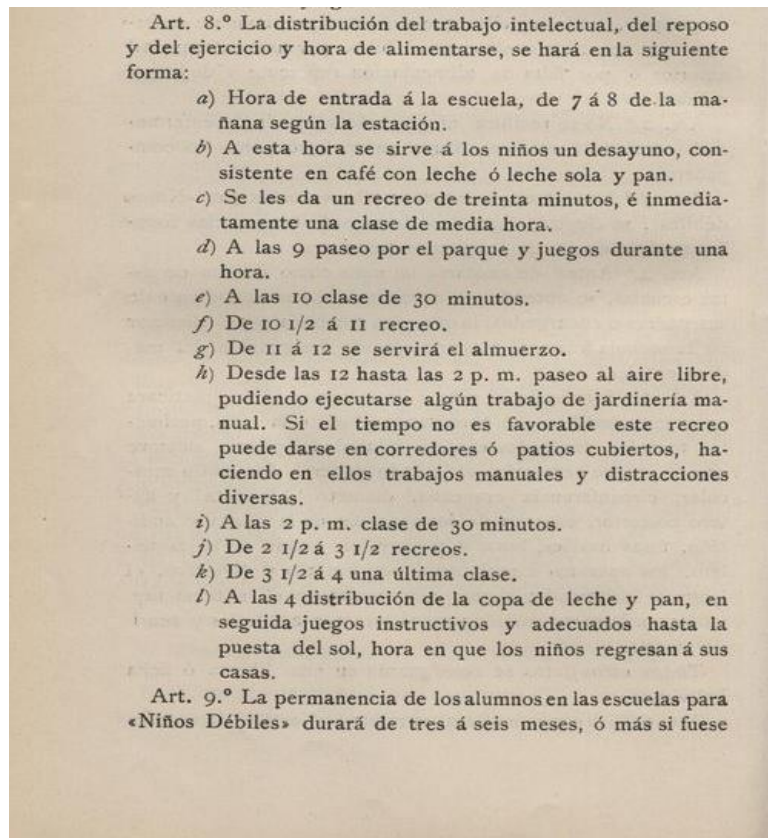 Art. 8.º La distribución del trabajo intelectual, del reposo
y del ejercicio y hora de alimentarse, se hará en la siguiente
forma:
a) Hora de entrada á la escuela, de 7 á 8 de la ma-
ñana según la estación.
b) A esta hora se sirve á los niños un desayuno, con-
sistente en café con leche ó leche sola y pan.
c) Se les da un recreo de treinta minutos, é inmedia-
tamente una clase de media hora.
d) A las 9 paseo por el parque y juegos durante una
hora.
e) A las 10 clase de 30 minutos.
f) De 10 1/2 á 11 recreo.
g) De 11 á 12 se servirá el almuerzo.
h) Desde las 12 hasta las 2 p. m. paseo al aire libre,
pudiendo ejecutarse algún trabajo de jardinería ma-
nual. Si el tiempo no es favorable este recreo
puede darse en corredores ó patios cubiertos, ha-
ciendo en ellos trabajos manuales y distracciones
diversas.
i) A las 2 p. m. clase de 30 minutos.
j) De 2 1/2 á 3 1/2 recreos.
k) De 3 1/2 á 4 una última clase.
l) A las 4 distribución de la copa de leche y pan, en
seguida juegos instructivos y adecuados hasta la
puesta del sol, hora en que los niños regresan á sus
casas.
Art. 9.º La permanencia de los alumnos en las escuelas para
«Niños Débiles» durará de tres á seis meses, ó más si fuese